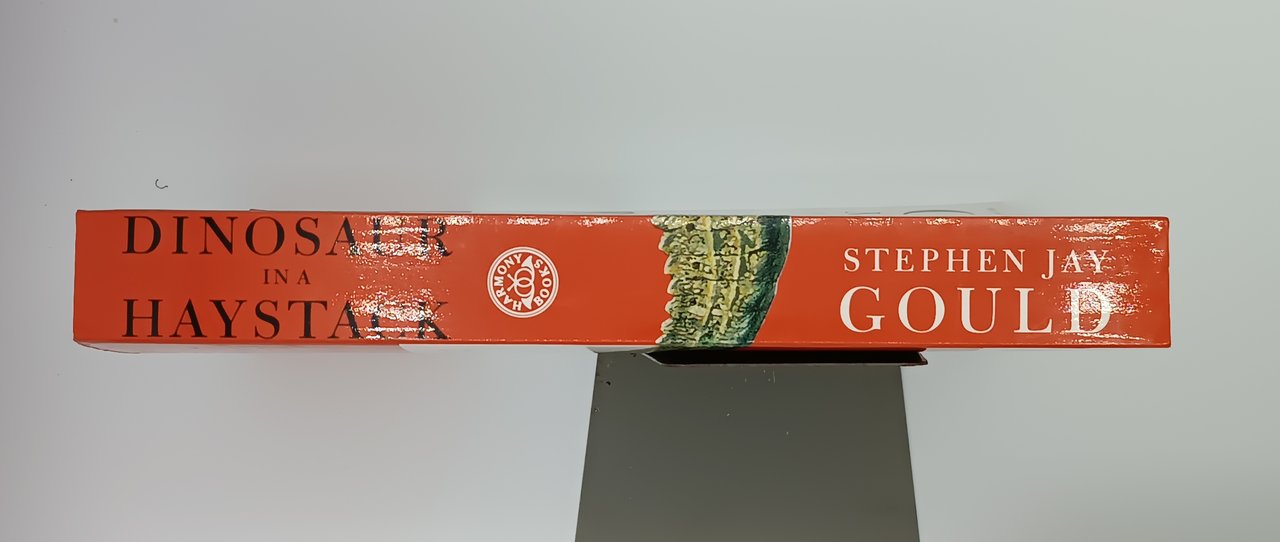 DINOSAUR
IN A
HAYSTACK
HARMONY
BOOKS
STEPHEN JAY
GOULD